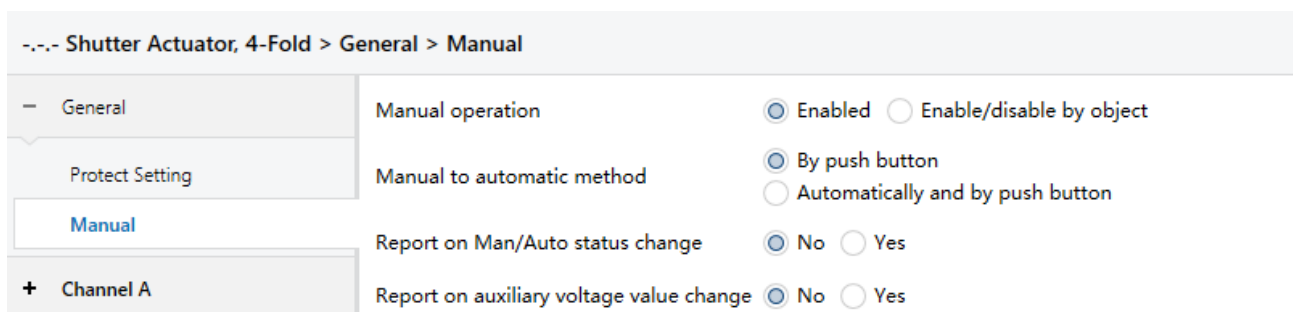 -.-.- Shutter Actuator, 4-Fold > General > Manual
− General
Manual operation Enabled Enable/disable by object
Protect Setting
Manual to automatic method By push button
Automatically and by push button
Manual
Report on Man/Auto status change No Yes
+ Channel A
Report on auxiliary voltage value change No Yes